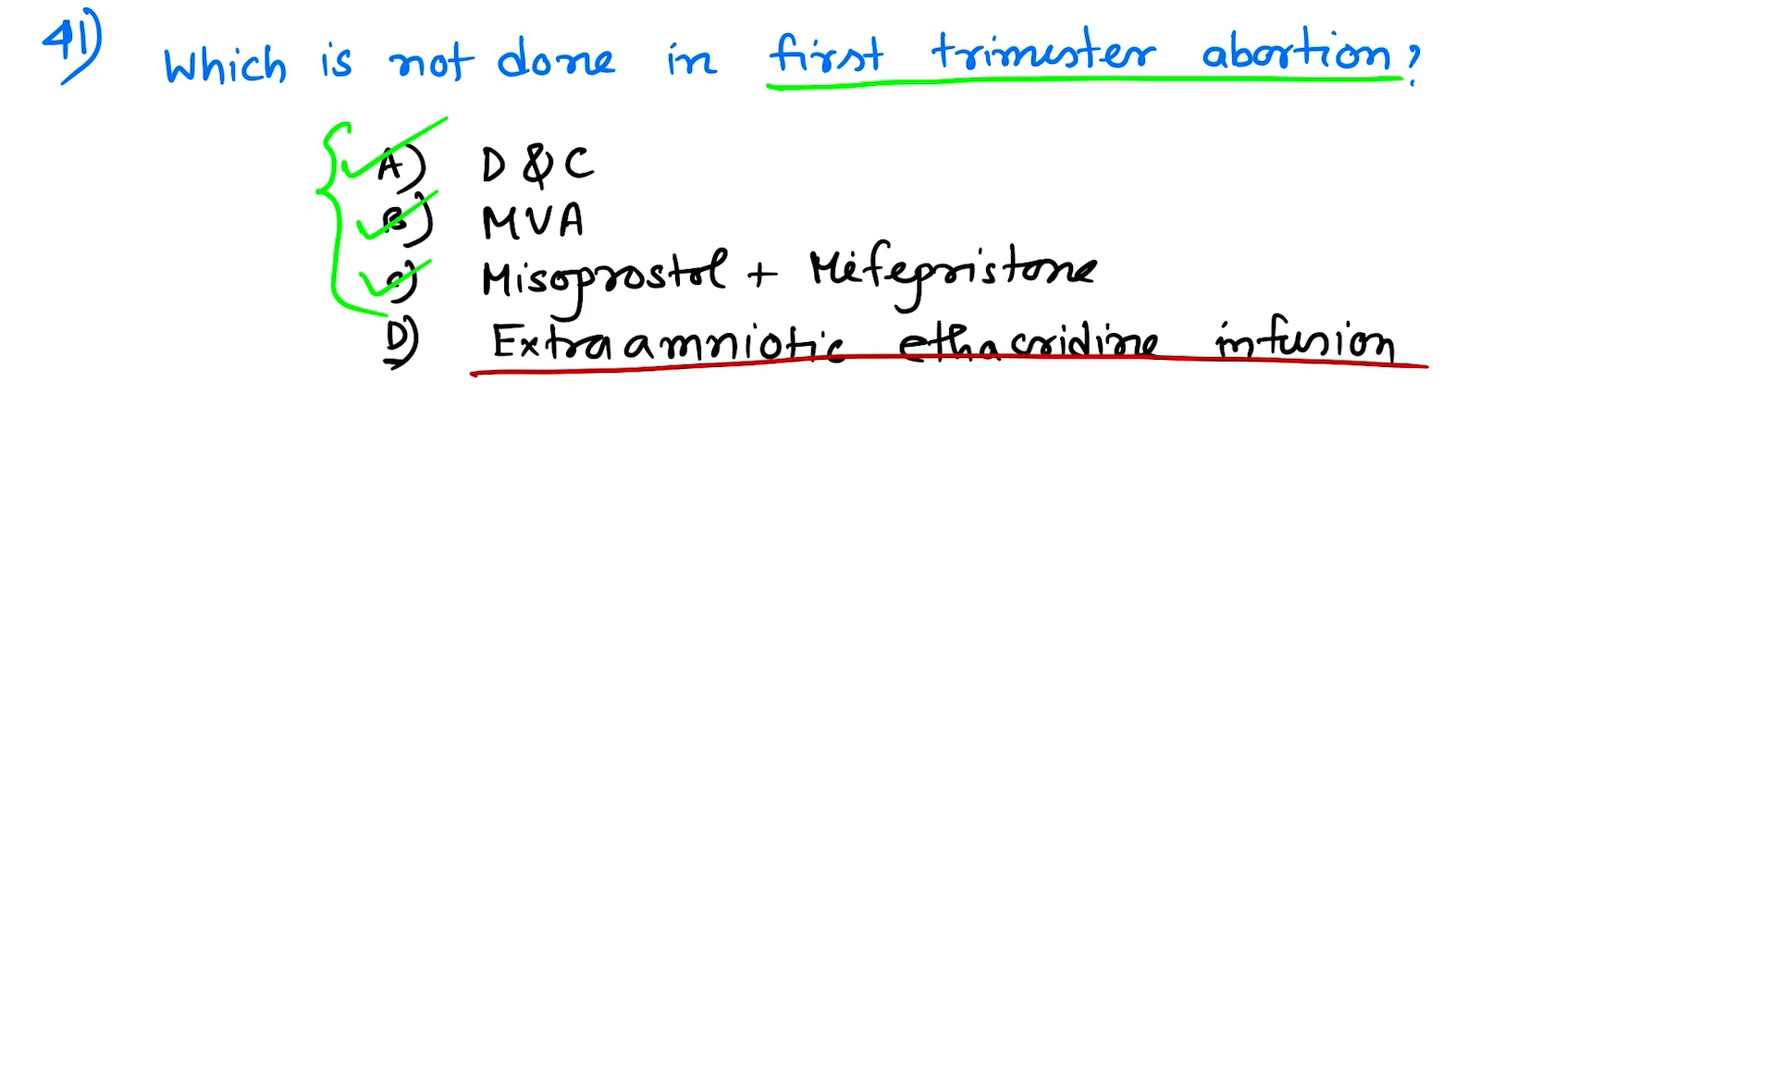 41) Which is not done in first trimester abortion?
A) D & C
B) MVA
C) Misoprostol + Mifepristone
D) Extraamniotic ethacridine infusion